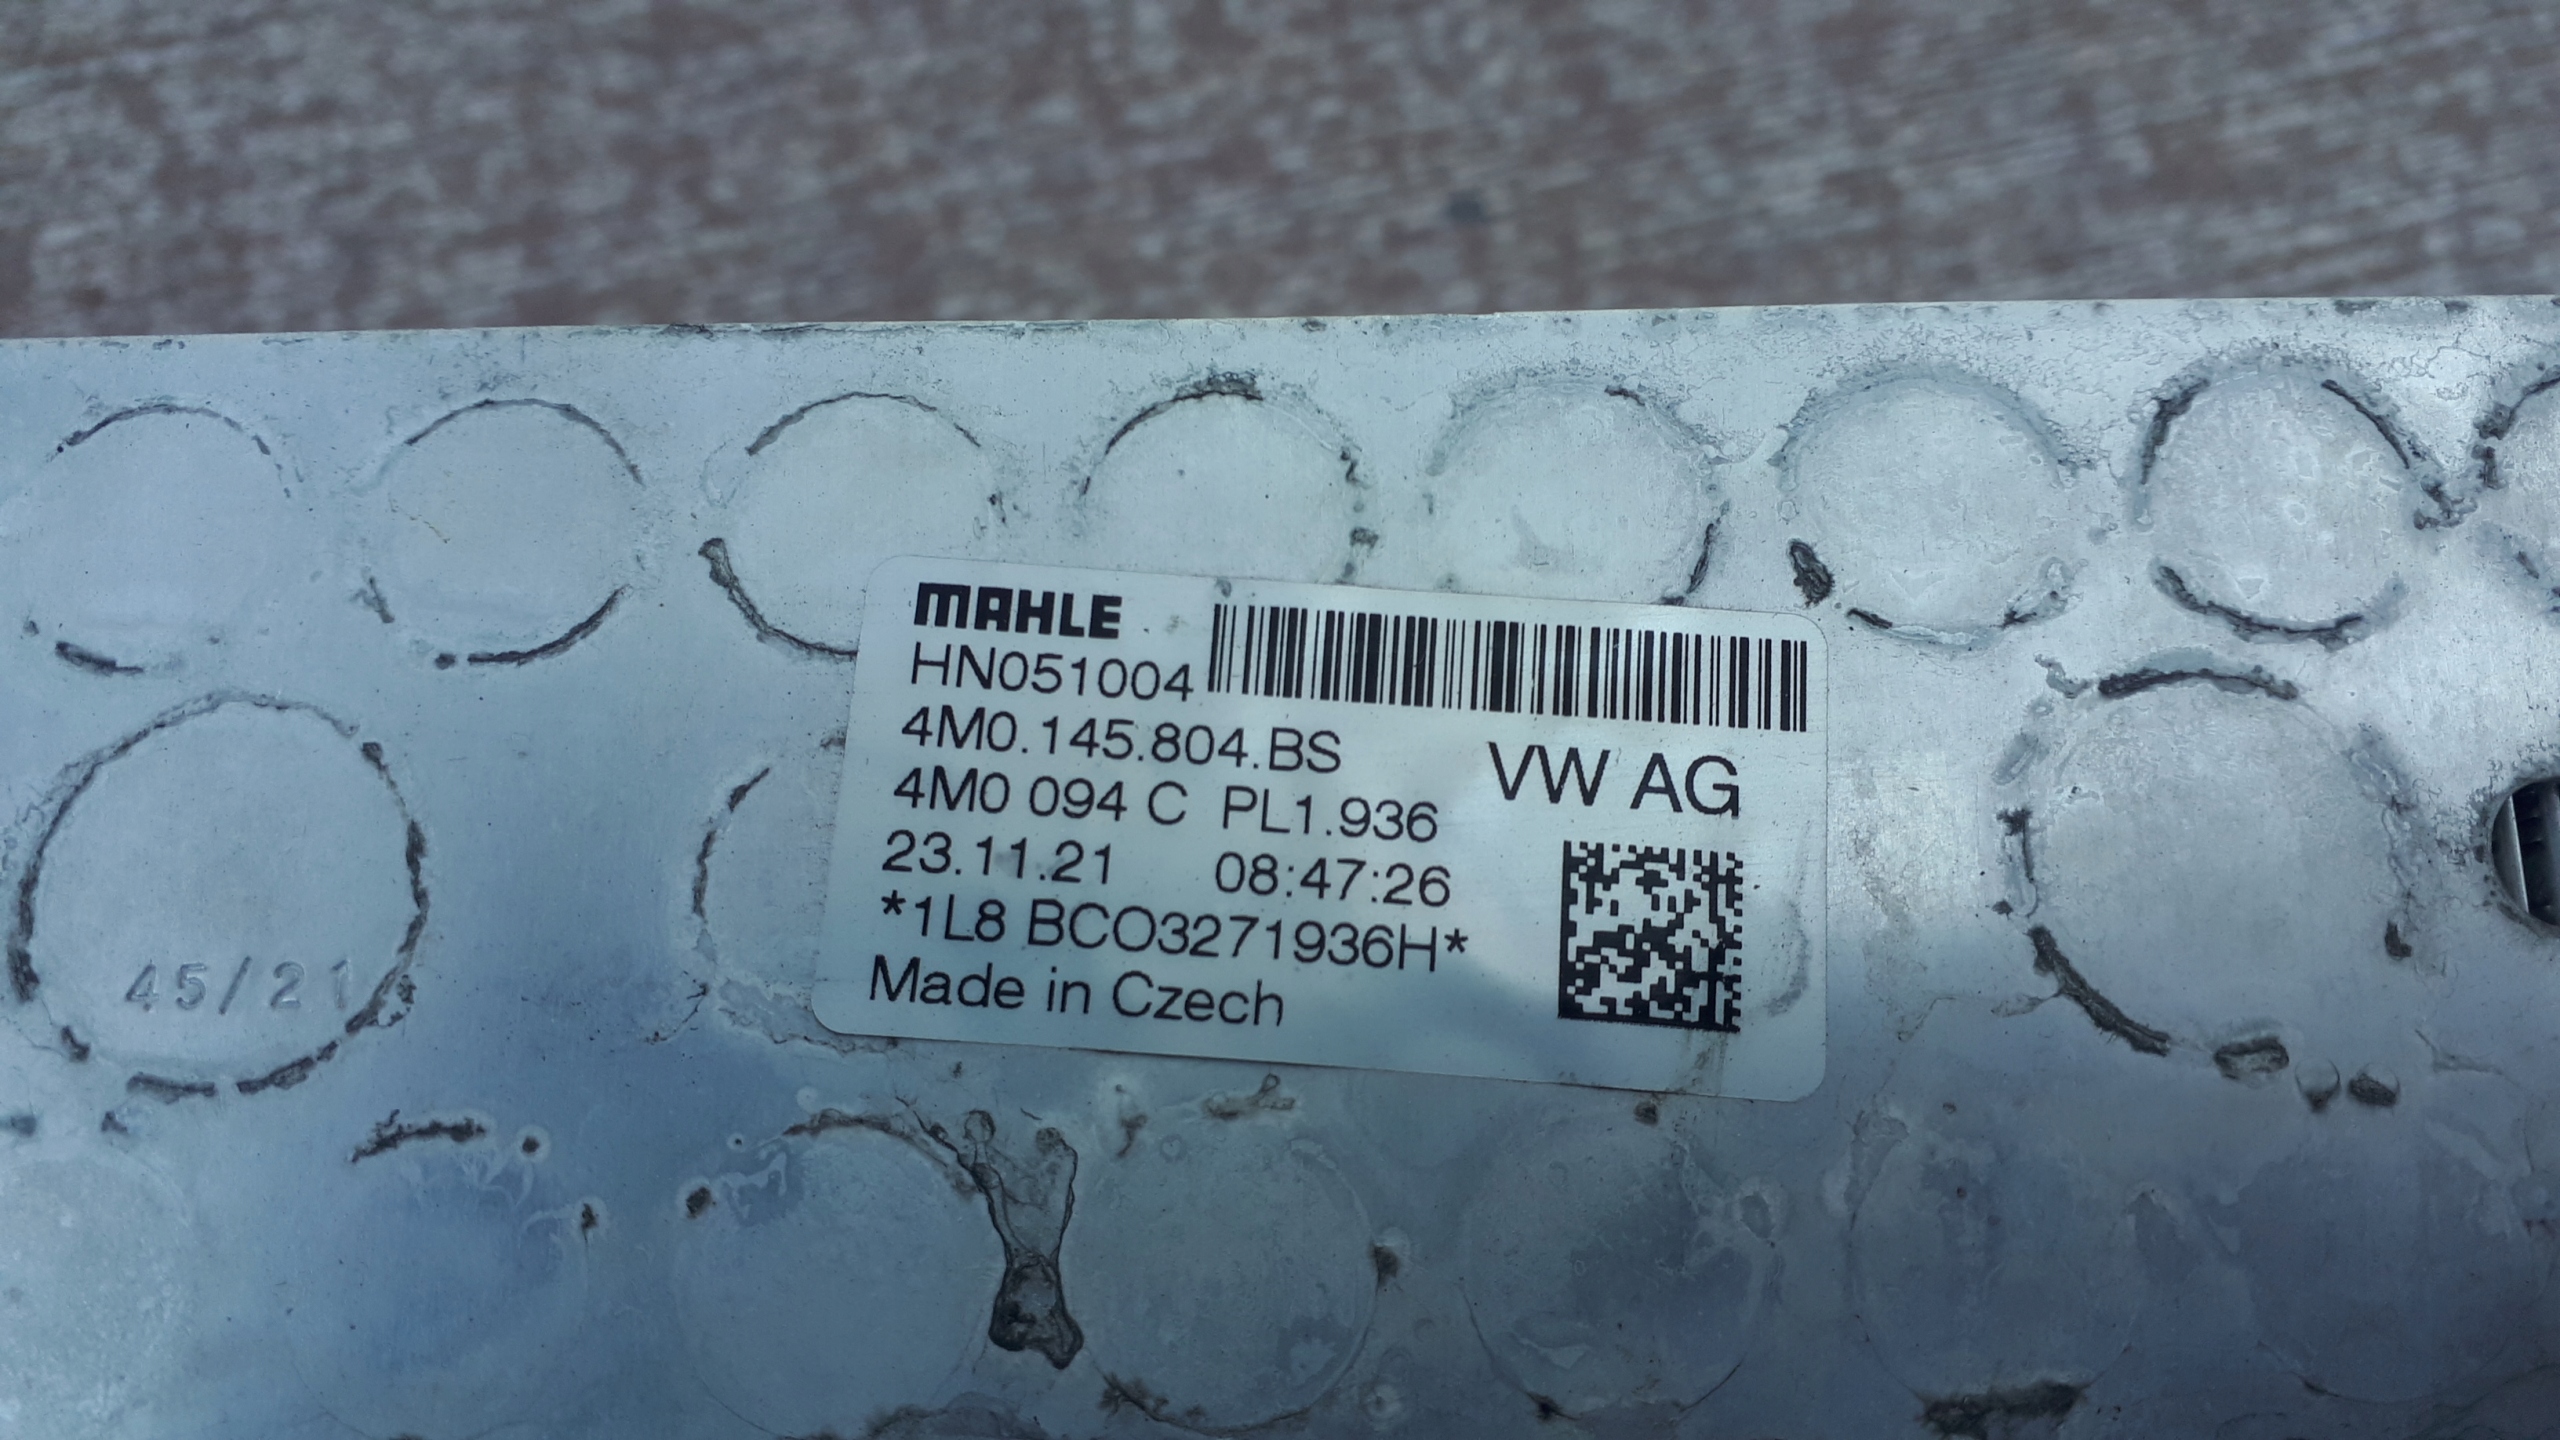 MAHLE
HN051004
4M0.145.804.BS
VW AG
4M0 094 C PL1.936
23.11.21 08:47:26
*1L8 BCO3271936H*
Made in Czech
45/21